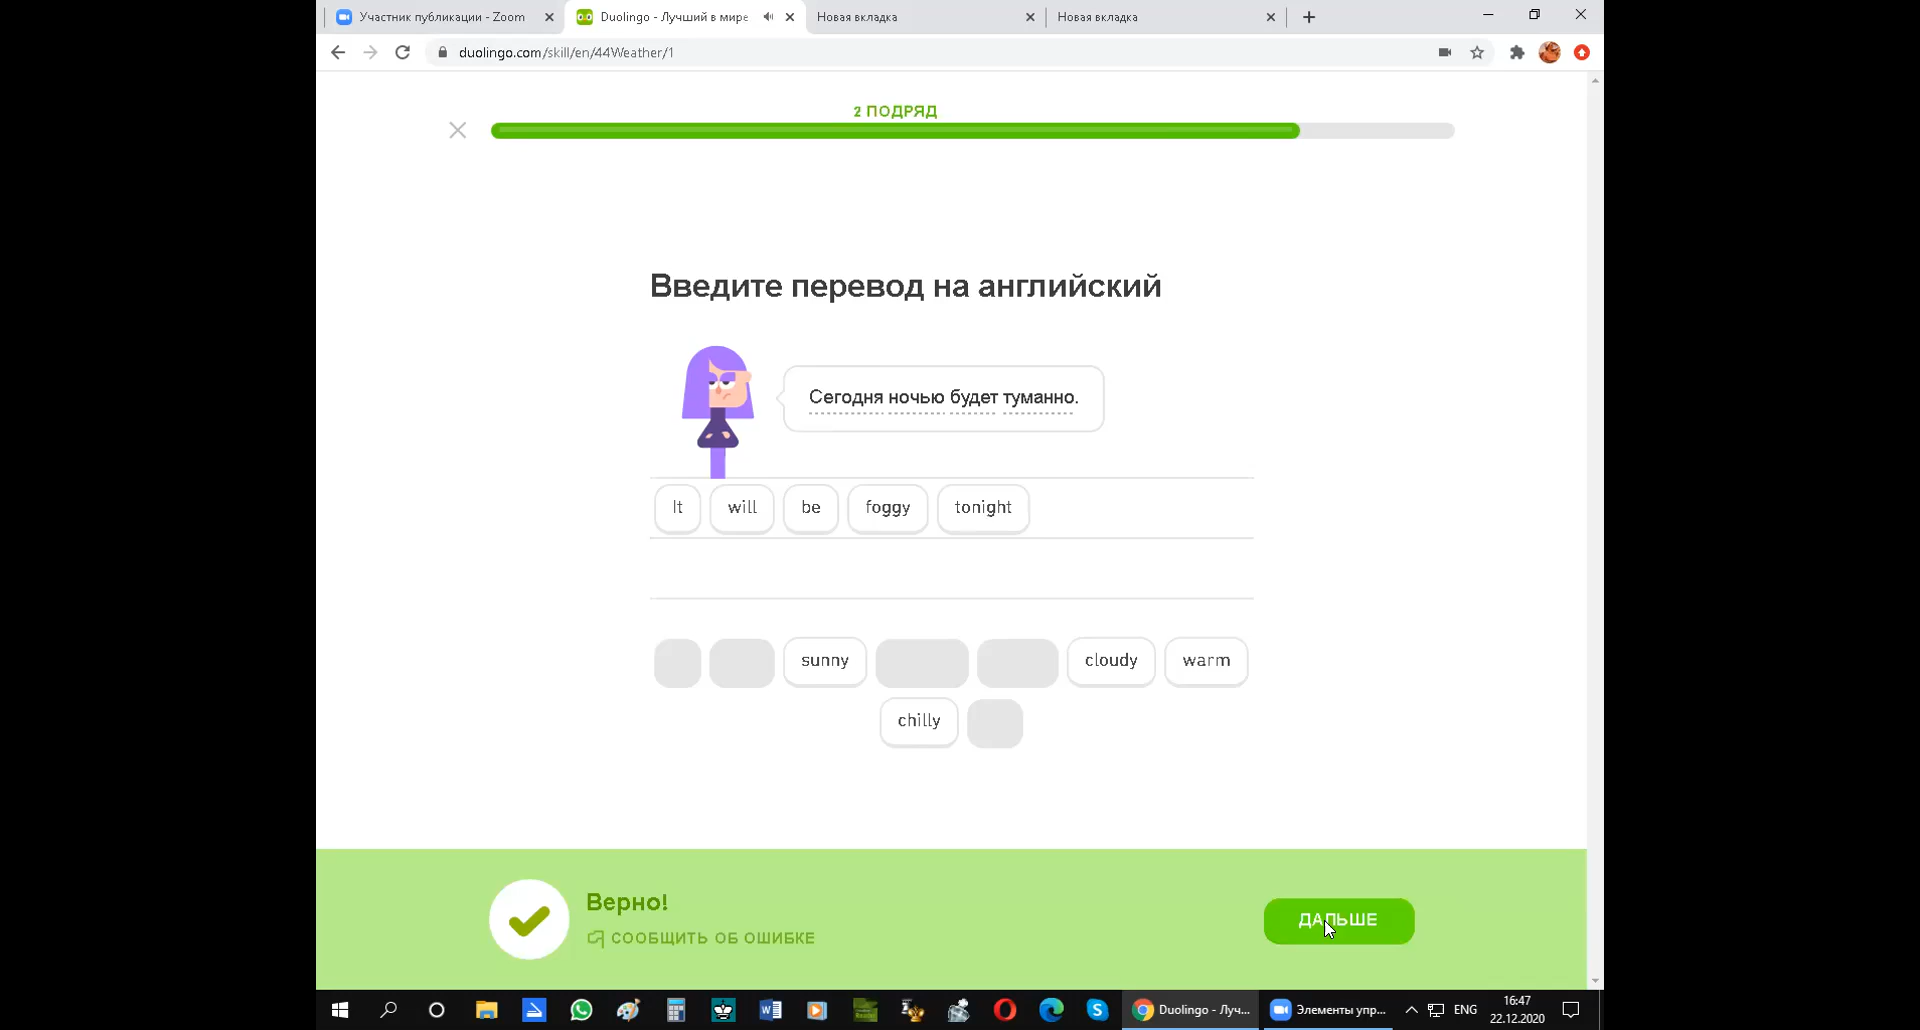 Участник публикации - Zoom
Duolingo - Лучший в мире
Новая вкладка
Новая вкладка
duolingo.com/skill/en/44Weather/1
2 ПОДРЯД
Введите перевод на английский
Сегодня ночью будет туманно.
It will be foggy tonight
sunny cloudy warm
chilly
Верно!
СООБЩИТЬ ОБ ОШИБКЕ
ДАЛЬШЕ
Duolingo - Луч...
Элементы упр...
ENG
16:47
22.12.2020